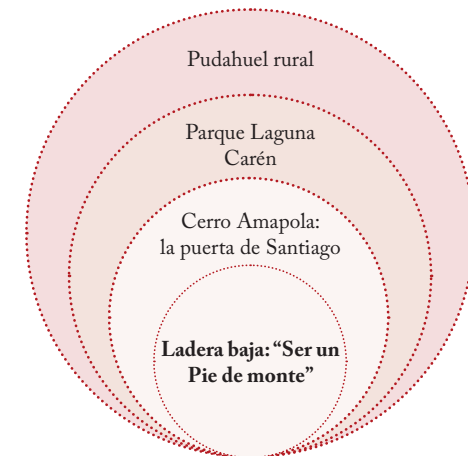 Pudahuel rural
Parque Laguna
Carén
Cerro Amapola:
la puerta de Santiago
Ladera baja: “Ser un
Pie de monte”